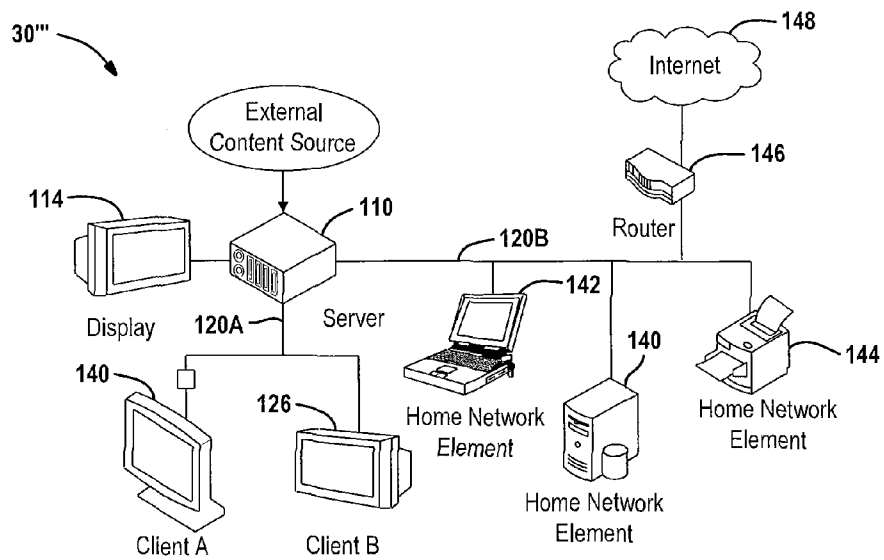 30'''
148
Internet
External
Content Source
146
114
110
Router
120B
142
Display
120A
Server
140
144
140
126
Home Network
Element
Home Network
Element
Home Network
Element
Client A
Client B